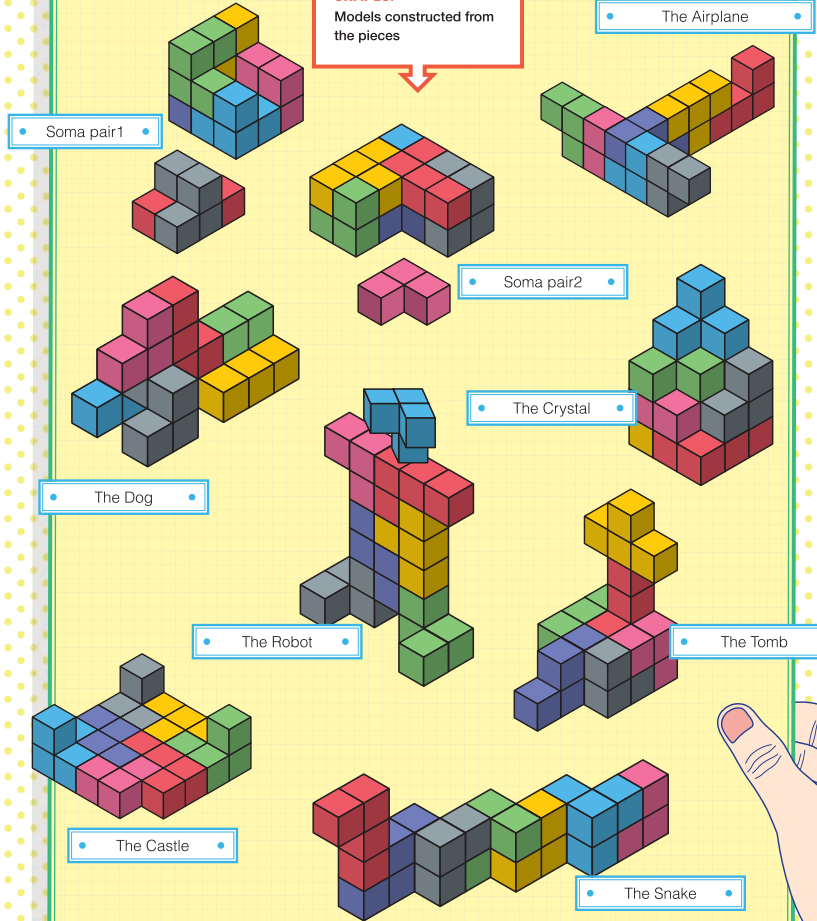 Models constructed from
the pieces
The Airplane
Soma pair1
Soma pair2
The Crystal
The Dog
The Robot
The Tomb
The Castle
The Snake